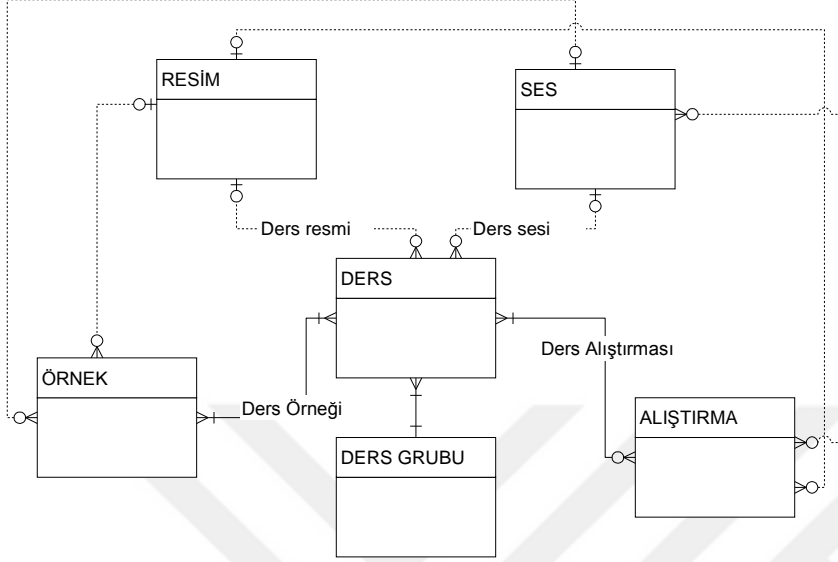 RESİM
SES
Ders resmi
Ders sesi
DERS
Ders Alıştırması
ÖRNEK
Ders Örneği
ALIŞTIRMA
DERS GRUBU